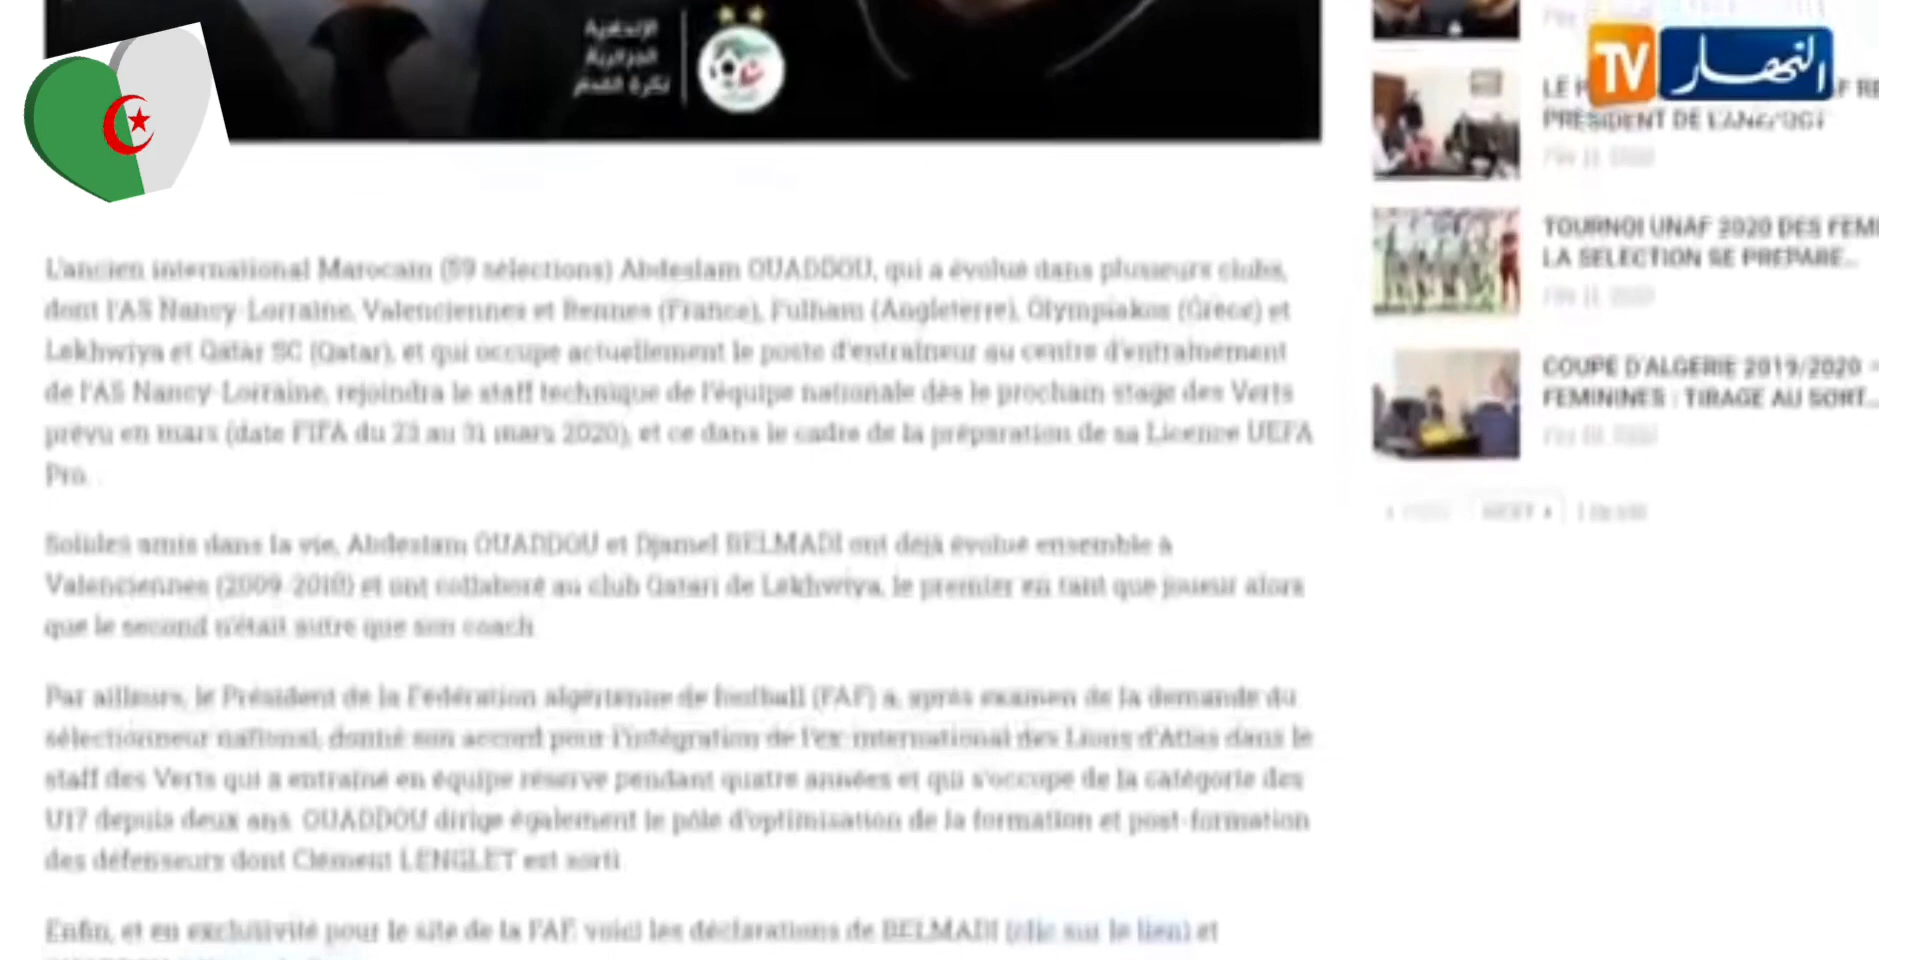 الإتحادية
الجزائرية
لكرة القدم
TV النهار
L'ancien international Marocain (59 sélections) Abdeslam OUADDOU, qui a évolué dans plusieurs clubs,
dont l'AS Nancy-Lorraine, Valenciennes et Rennes (France), Fulham (Angleterre), Olympiakos (Grèce) et
Lekhwiya et Qatar SC (Qatar), et qui occupe actuellement le poste d'entraîneur au centre d'entraînement
de l'AS Nancy-Lorraine, rejoindra le staff technique de l'équipe nationale dès le prochain stage des Verts
prévu en mars (date FIFA du 23 au 31 mars 2020), et ce dans le cadre de la préparation de sa Licence UEFA
Pro.
Solides amis dans la vie, Abdeslam OUADDOU et Djamel BELMADI ont déjà évolué ensemble à
Valenciennes (2009-2010) et ont collaboré au club Qatari de Lekhwiya, le premier en tant que joueur alors
que le second n'était autre que son coach.
Par ailleurs, le Président de la Fédération algérienne de football (FAF) a, après examen de la demande du
sélectionneur national, donné son accord pour l'intégration de l'ex-international des Lions d'Atlas dans le
staff des Verts qui a entraîné en équipe réserve pendant quatre années et qui s'occupe de la catégorie des
U17 depuis deux ans. OUADDOU dirige également le pôle d'optimisation de la formation et post-formation
des défenseurs dont Clément LENGLET est sorti.
Enfin, et en exclusivité pour le site de la FAF, voici les déclarations de BELMADI (clic sur le lien) et
LE
PRÉSIDENT DE
TOURNOI UNAF 2020 DES
LA SELECTION SE PREPARE...
COUPE D'ALGERIE 2019/2020 -
FEMININES : TIRAGE AU SORT...
NEXT